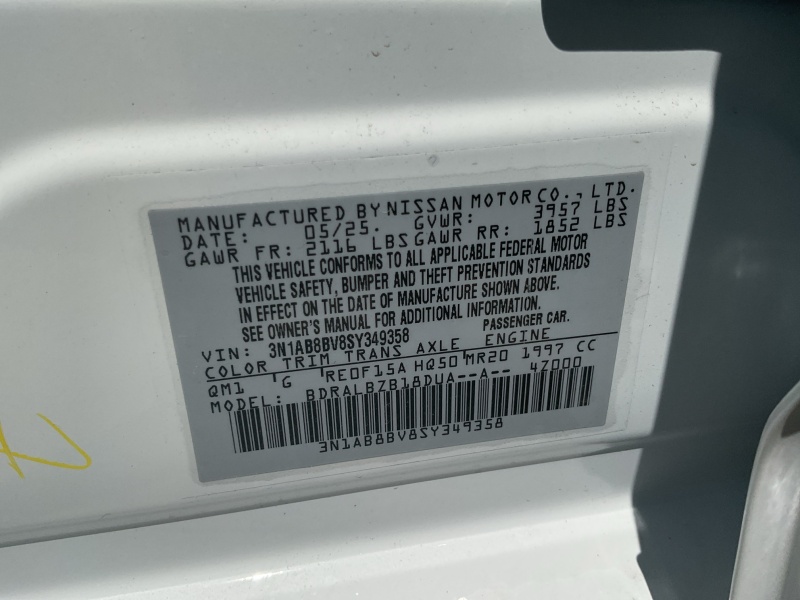 MANUFACTURED BY NISSAN MOTOR CO., LTD.
DATE: 05/25. GVWR: 3957 LBS
GAWR FR: 2116 LBS GAWR RR: 1852 LBS
THIS VEHICLE CONFORMS TO ALL APPLICABLE FEDERAL MOTOR
VEHICLE SAFETY, BUMPER AND THEFT PREVENTION STANDARDS
IN EFFECT ON THE DATE OF MANUFACTURE SHOWN ABOVE.
SEE OWNER'S MANUAL FOR ADDITIONAL INFORMATION.
VIN: 3N1AB8BV8SY349358 PASSENGER CAR.
COLOR TRIM TRANS AXLE ENGINE
QM1 G RE0F15A HQ50 MR20 1997 CC
MODEL: BDRALBZB18DUA--A-- 4Z000
3N1AB8BV8SY349358